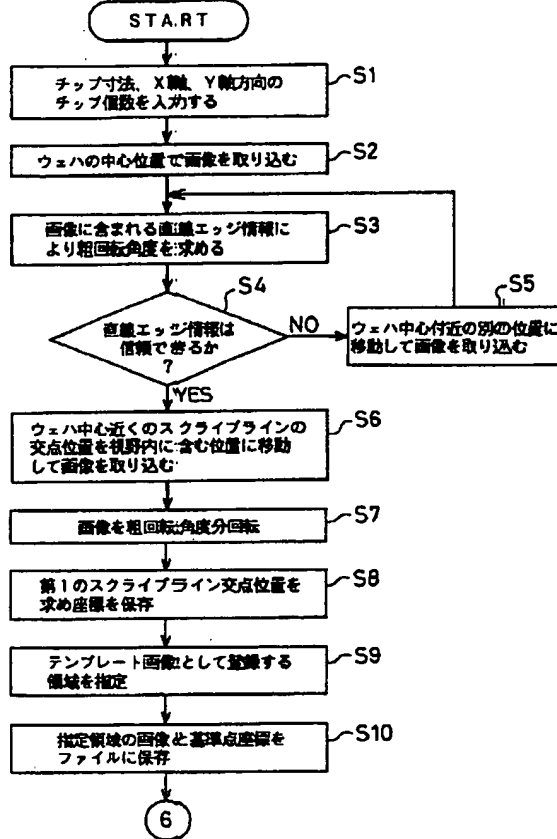 START
チップ寸法、X軸、Y軸方向の
チップ個数を入力する
S1
ウェハの中心位置で画像を取り込む
S2
画像に含まれる直線エッジ情報に
より粗回転角度を求める
S3
S4
直線エッジ情報は
信頼できるか
?
NO
YES
S5
ウェハ中心付近の別の位置に
移動して画像を取り込む
ウェハ中心近くのスクライブラインの
交点位置を視野内に含む位置に移動
して画像を取り込む
S6
画像を粗回転角度分回転
S7
第1のスクライブライン交点位置を
求め座標を保存
S8
テンプレート画像として登録する
領域を指定
S9
指定領域の画像と基準点座標を
ファイルに保存
S10
6